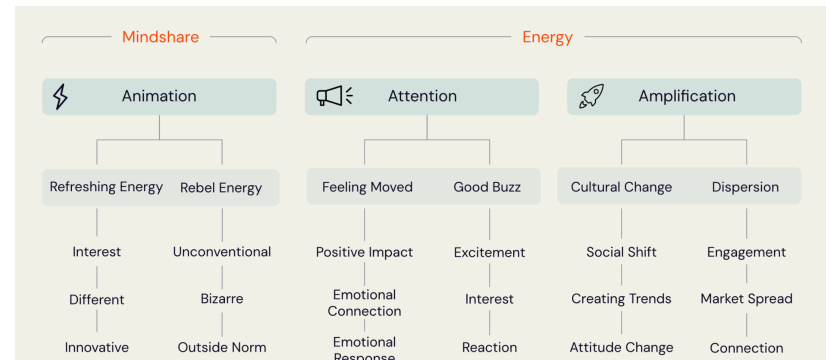 Mindshare
Energy
Animation
Attention
Amplification
Refreshing Energy
Rebel Energy
Feeling Moved
Good Buzz
Cultural Change
Dispersion
Interest
Unconventional
Positive Impact
Excitement
Social Shift
Engagement
Different
Bizarre
Emotional
Connection
Interest
Creating Trends
Market Spread
Innovative
Outside Norm
Emotional
Response
Reaction
Attitude Change
Connection